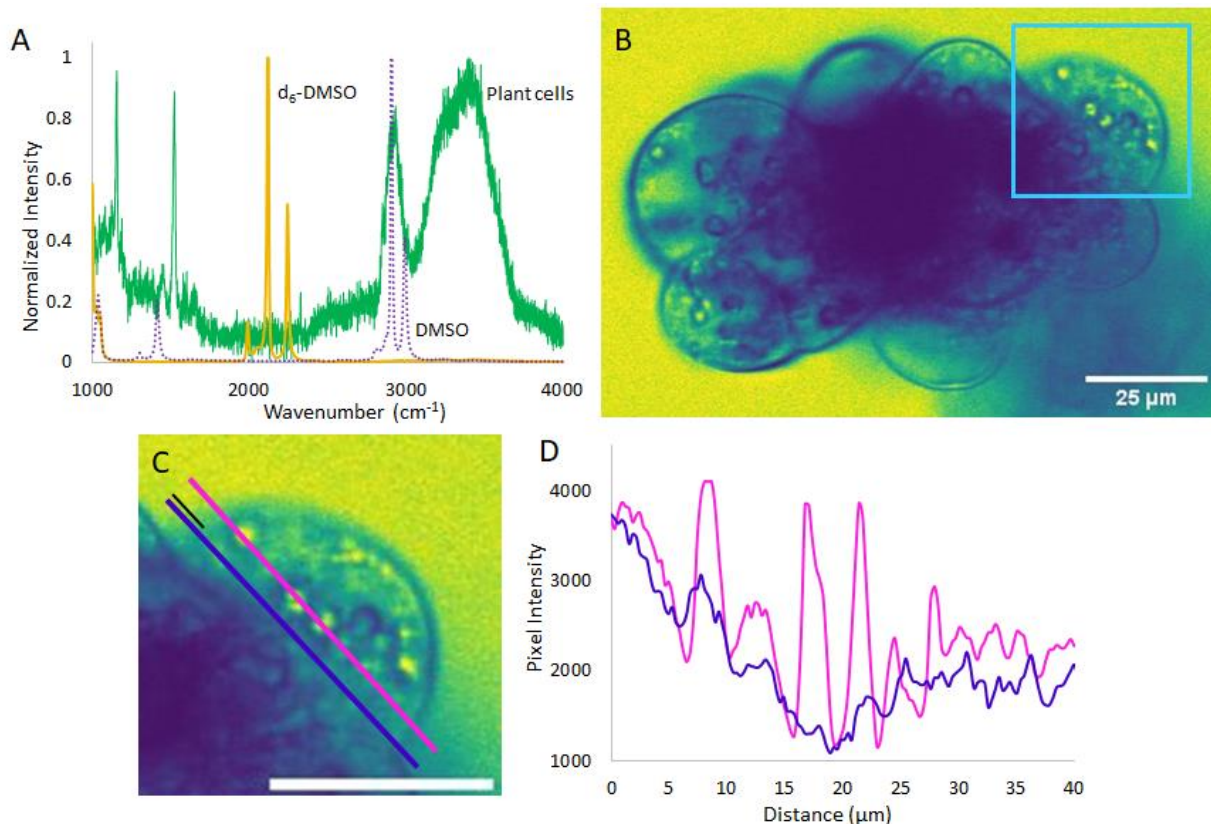 A
Normalized Intensity
1
0.8
0.6
0.4
0.2
0
d6-DMSO
Plant cells
DMSO
1000
2000
3000
4000
Wavenumber (cm-1)
B
25 µm
C
D
Pixel Intensity
4000
3000
2000
1000
0
5
10
15
20
25
30
35
40
Distance (µm)